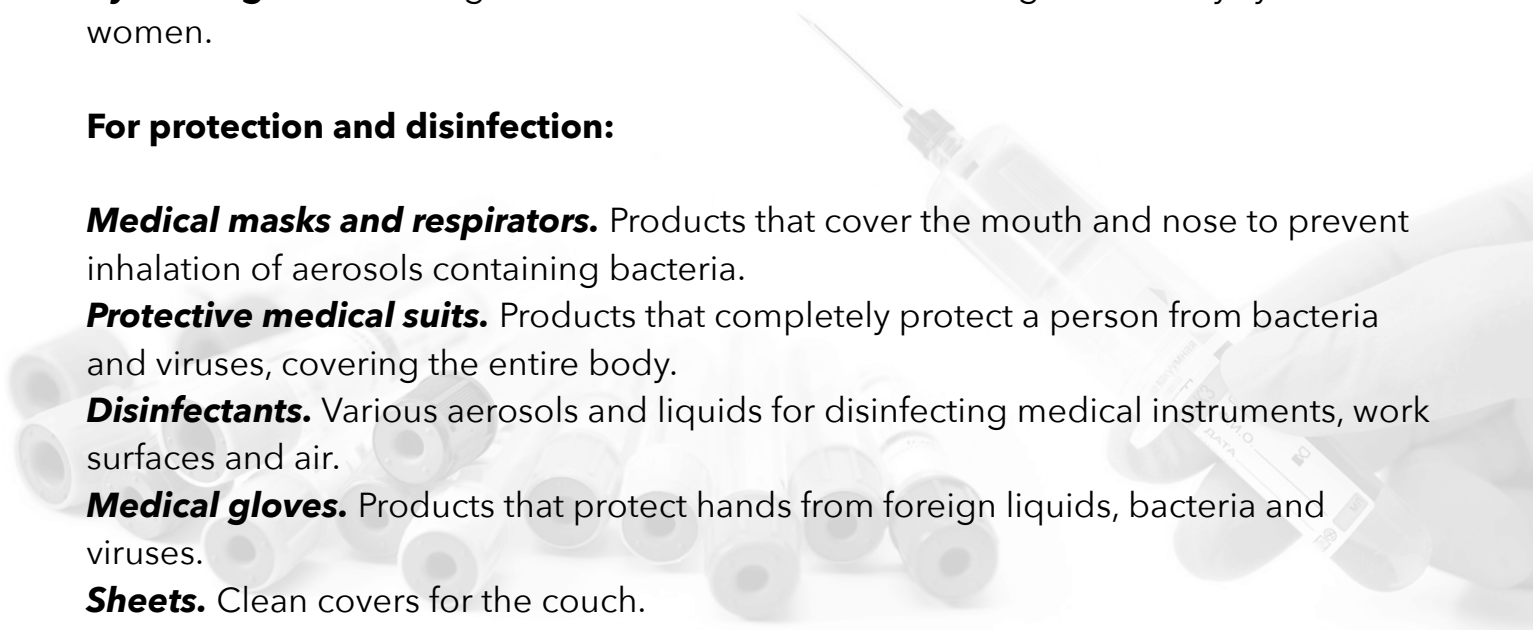 women.
For protection and disinfection:
Medical masks and respirators. Products that cover the mouth and nose to prevent
inhalation of aerosols containing bacteria.
Protective medical suits. Products that completely protect a person from bacteria
and viruses, covering the entire body.
Disinfectants. Various aerosols and liquids for disinfecting medical instruments, work
surfaces and air.
Medical gloves. Products that protect hands from foreign liquids, bacteria and
viruses.
Sheets. Clean covers for the couch.
ДАТА